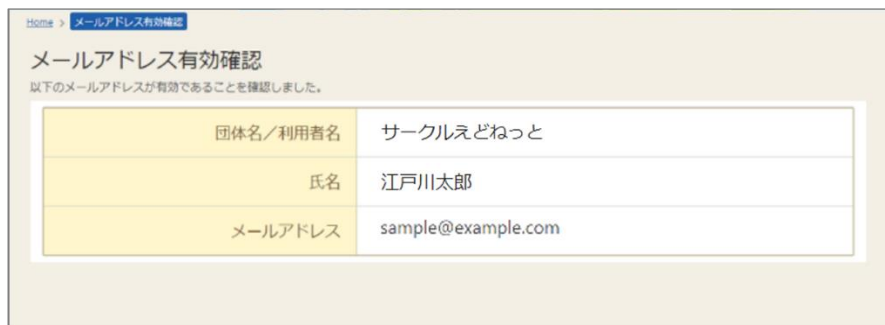 Home > メールアドレス有効確認
メールアドレス有効確認
以下のメールアドレスが有効であることを確認しました。
団体名／利用者名 サークルえどねっと
氏名 江戸川太郎
メールアドレス sample@example.com